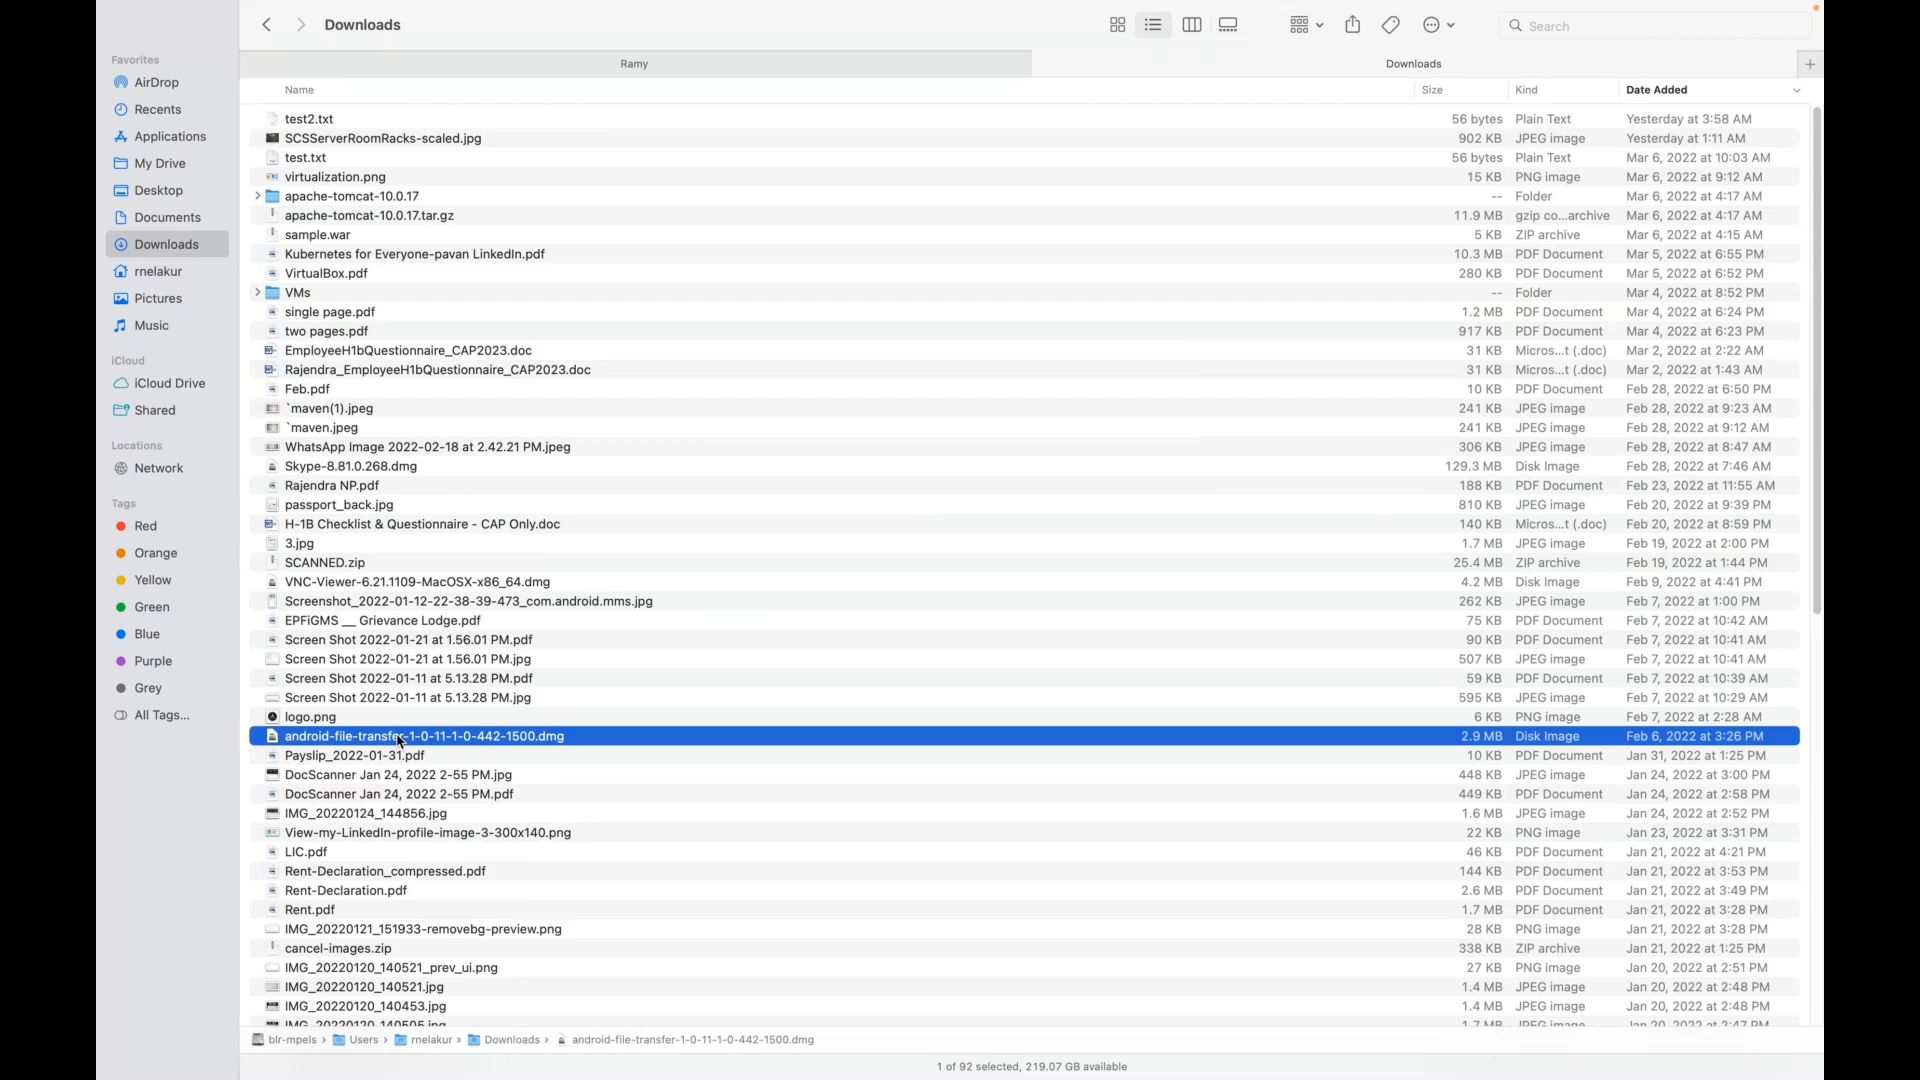 Downloads
Search
Ramy
Downloads
Favorites
AirDrop
Recents
Applications
My Drive
Desktop
Documents
Downloads
rnelakur
Pictures
Music
iCloud
iCloud Drive
Shared
Locations
Network
Tags
Red
Orange
Yellow
Green
Blue
Purple
Grey
All Tags...
Name Size Kind Date Added
test2.txt 56 bytes Plain Text Yesterday at 3:58 AM
SCSServerRoomRacks-scaled.jpg 902 KB JPEG image Yesterday at 1:11 AM
test.txt 56 bytes Plain Text Mar 6, 2022 at 10:03 AM
virtualization.png 15 KB PNG image Mar 6, 2022 at 9:12 AM
apache-tomcat-10.0.17 -- Folder Mar 6, 2022 at 4:17 AM
apache-tomcat-10.0.17.tar.gz 11.9 MB gzip co...archive Mar 6, 2022 at 4:17 AM
sample.war 5 KB ZIP archive Mar 6, 2022 at 4:15 AM
Kubernetes for Everyone-pavan LinkedIn.pdf 10.3 MB PDF Document Mar 5, 2022 at 6:55 PM
VirtualBox.pdf 280 KB PDF Document Mar 5, 2022 at 6:52 PM
VMs -- Folder Mar 4, 2022 at 8:52 PM
single page.pdf 1.2 MB PDF Document Mar 4, 2022 at 6:24 PM
two pages.pdf 917 KB PDF Document Mar 4, 2022 at 6:23 PM
EmployeeH1bQuestionnaire_CAP2023.doc 31 KB Micros...t (.doc) Mar 2, 2022 at 2:22 AM
Rajendra_EmployeeH1bQuestionnaire_CAP2023.doc 31 KB Micros...t (.doc) Mar 2, 2022 at 1:43 AM
Feb.pdf 10 KB PDF Document Feb 28, 2022 at 6:50 PM
`maven(1).jpeg 241 KB JPEG image Feb 28, 2022 at 9:23 AM
`maven.jpeg 241 KB JPEG image Feb 28, 2022 at 9:12 AM
WhatsApp Image 2022-02-18 at 2.42.21 PM.jpeg 306 KB JPEG image Feb 28, 2022 at 8:47 AM
Skype-8.81.0.268.dmg 129.3 MB Disk Image Feb 28, 2022 at 7:46 AM
Rajendra NP.pdf 188 KB PDF Document Feb 23, 2022 at 11:55 AM
passport_back.jpg 810 KB JPEG image Feb 20, 2022 at 9:39 PM
H-1B Checklist & Questionnaire - CAP Only.doc 140 KB Micros...t (.doc) Feb 20, 2022 at 8:59 PM
3.jpg 1.7 MB JPEG image Feb 19, 2022 at 2:00 PM
SCANNED.zip 25.4 MB ZIP archive Feb 19, 2022 at 1:44 PM
VNC-Viewer-6.21.1109-MacOSX-x86_64.dmg 4.2 MB Disk Image Feb 9, 2022 at 4:41 PM
Screenshot_2022-01-12-22-38-39-473_com.android.mms.jpg 262 KB JPEG image Feb 7, 2022 at 1:00 PM
EPFiGMS __ Grievance Lodge.pdf 75 KB PDF Document Feb 7, 2022 at 10:42 AM
Screen Shot 2022-01-21 at 1.56.01 PM.pdf 90 KB PDF Document Feb 7, 2022 at 10:41 AM
Screen Shot 2022-01-21 at 1.56.01 PM.jpg 507 KB JPEG image Feb 7, 2022 at 10:41 AM
Screen Shot 2022-01-11 at 5.13.28 PM.pdf 59 KB PDF Document Feb 7, 2022 at 10:39 AM
Screen Shot 2022-01-11 at 5.13.28 PM.jpg 595 KB JPEG image Feb 7, 2022 at 10:29 AM
logo.png 6 KB PNG image Feb 7, 2022 at 2:28 AM
android-file-transfer-1-0-11-1-0-442-1500.dmg 2.9 MB Disk Image Feb 6, 2022 at 3:26 PM
Payslip_2022-01-31.pdf 10 KB PDF Document Jan 31, 2022 at 1:25 PM
DocScanner Jan 24, 2022 2-55 PM.jpg 448 KB JPEG image Jan 24, 2022 at 3:00 PM
DocScanner Jan 24, 2022 2-55 PM.pdf 449 KB PDF Document Jan 24, 2022 at 2:58 PM
IMG_20220124_144856.jpg 1.6 MB JPEG image Jan 24, 2022 at 2:52 PM
View-my-LinkedIn-profile-image-3-300x140.png 22 KB PNG image Jan 23, 2022 at 3:31 PM
LIC.pdf 46 KB PDF Document Jan 21, 2022 at 4:21 PM
Rent-Declaration_compressed.pdf 144 KB PDF Document Jan 21, 2022 at 3:53 PM
Rent-Declaration.pdf 2.6 MB PDF Document Jan 21, 2022 at 3:49 PM
Rent.pdf 1.7 MB PDF Document Jan 21, 2022 at 3:28 PM
IMG_20220121_151933-removebg-preview.png 28 KB PNG image Jan 21, 2022 at 3:28 PM
cancel-images.zip 338 KB ZIP archive Jan 21, 2022 at 1:25 PM
IMG_20220120_140521_prev_ui.png 27 KB PNG image Jan 20, 2022 at 2:51 PM
IMG_20220120_140521.jpg 1.4 MB JPEG image Jan 20, 2022 at 2:48 PM
IMG_20220120_140453.jpg 1.4 MB JPEG image Jan 20, 2022 at 2:48 PM
IMG_20220120_140505.jpg 1.7 MB JPEG image Jan 20, 2022 at 2:47 PM
blr-mpels › Users › rnelakur › Downloads › android-file-transfer-1-0-11-1-0-442-1500.dmg
1 of 92 selected, 219.07 GB available